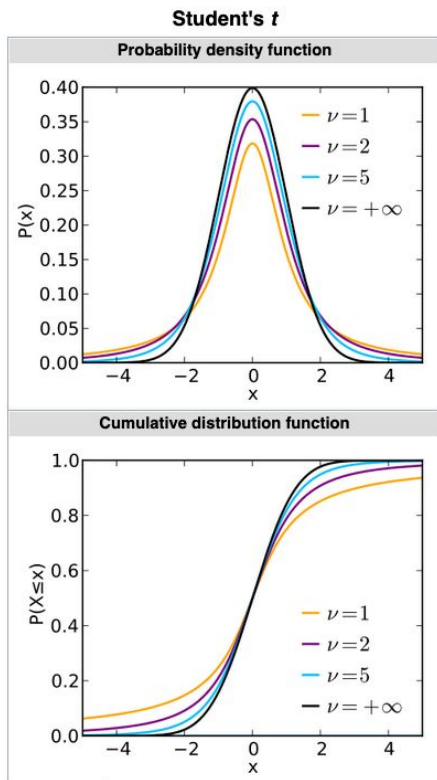 Student's t
Probability density function
0.40
0.35
0.30
0.25
0.20
0.15
0.10
0.05
0.00
P(x)
ν=1
ν=2
ν=5
ν=+∞
−4 −2 0 2 4
x
Cumulative distribution function
1.0
0.8
0.6
0.4
0.2
0.0
P(X≤x)
ν=1
ν=2
ν=5
ν=+∞
−4 −2 0 2 4
x